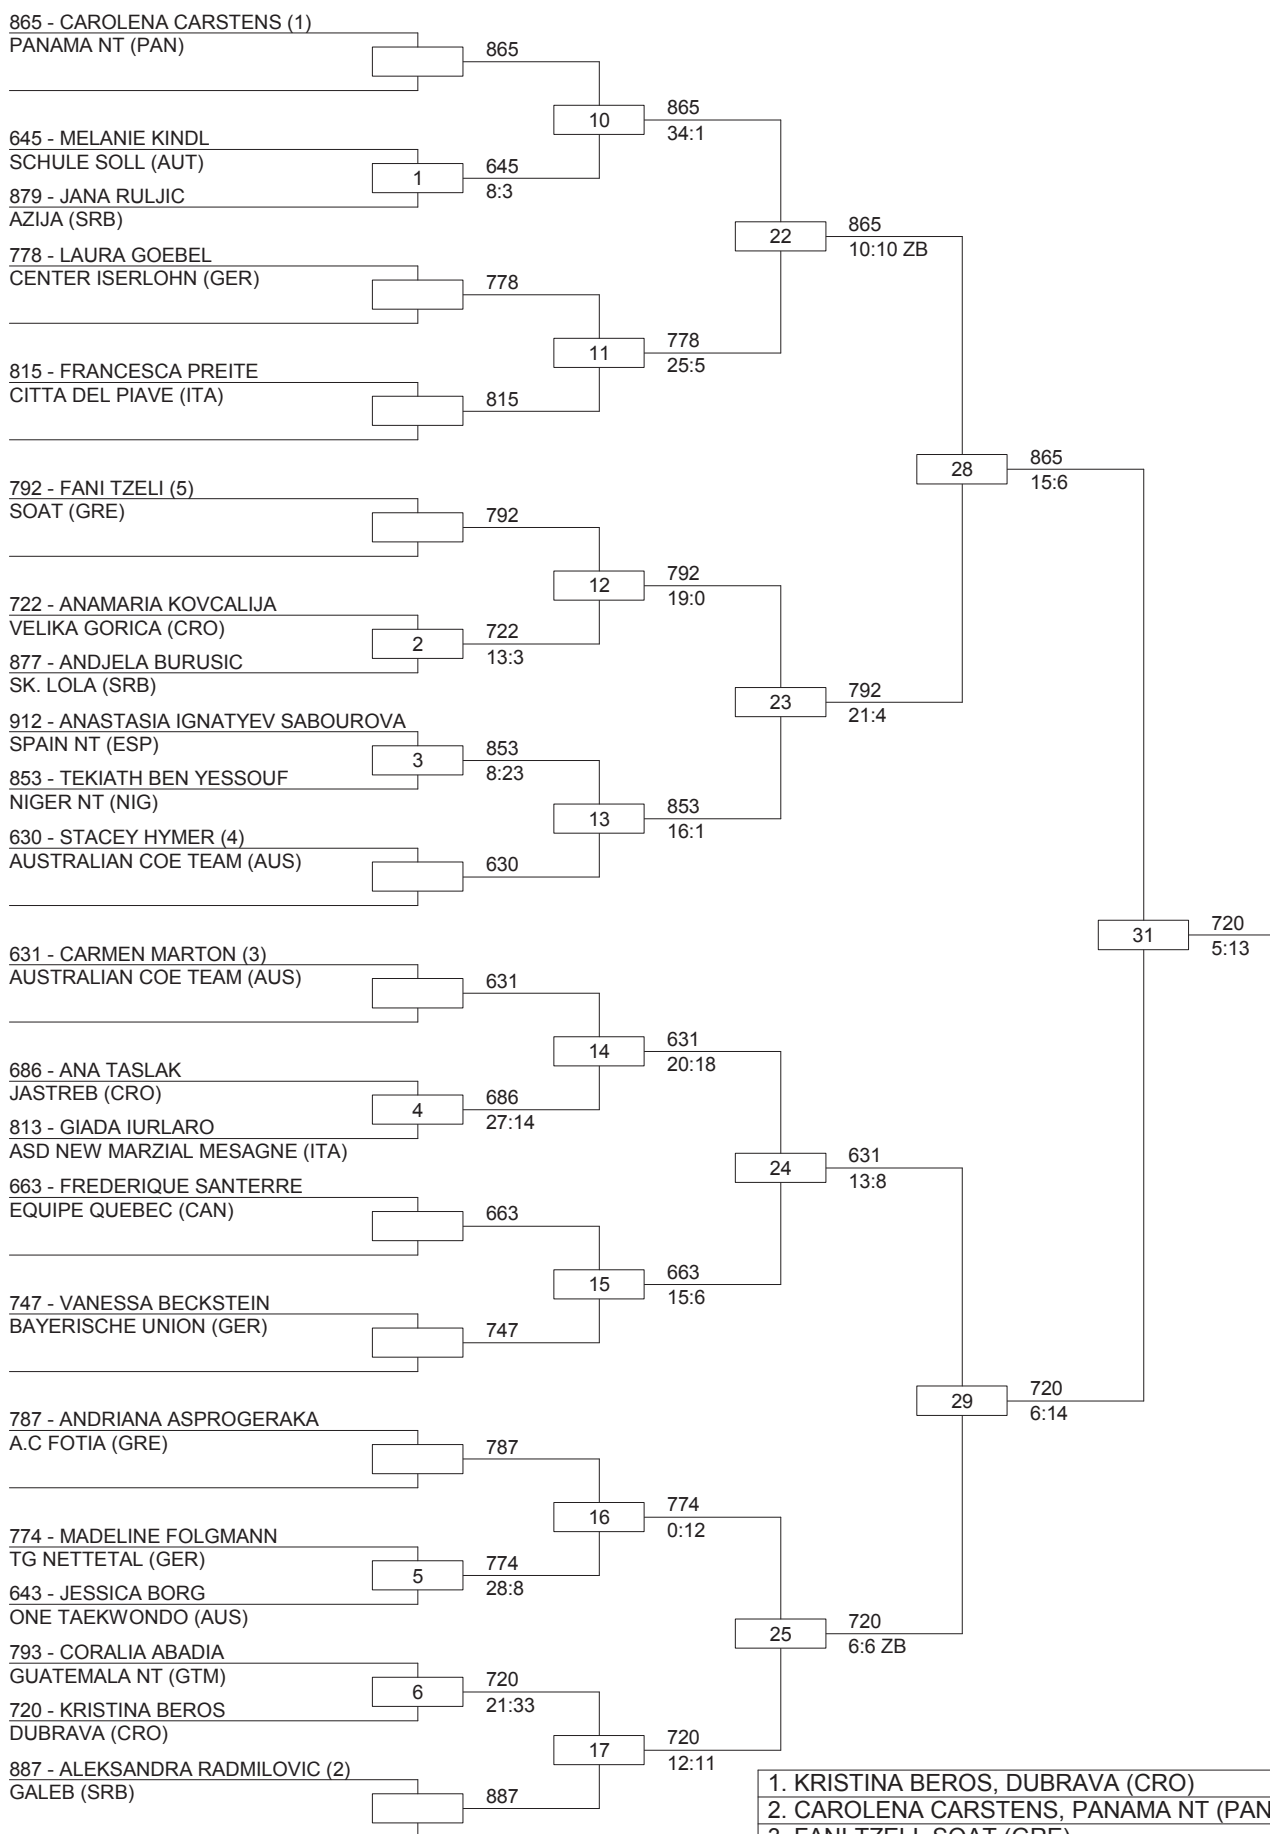 865 - CAROLENA CARSTENS (1)
PANAMA NT (PAN)
865
10
865
34:1
645 - MELANIE KINDL
SCHULE SOLL (AUT)
1
645
8:3
879 - JANA RULJIC
AZIJA (SRB)
22
865
10:10 ZB
778 - LAURA GOEBEL
CENTER ISERLOHN (GER)
778
11
778
25:5
815 - FRANCESCA PREITE
CITTA DEL PIAVE (ITA)
815
28
865
15:6
792 - FANI TZELI (5)
SOAT (GRE)
792
12
792
19:0
722 - ANAMARIA KOVCALIJA
VELIKA GORICA (CRO)
2
722
13:3
877 - ANDJELA BURUSIC
SK. LOLA (SRB)
23
792
21:4
912 - ANASTASIA IGNATYEV SABOUROVA
SPAIN NT (ESP)
3
853
8:23
853 - TEKIATH BEN YESSOUF
NIGER NT (NIG)
13
853
16:1
630 - STACEY HYMER (4)
AUSTRALIAN COE TEAM (AUS)
630
31
720
5:13
631 - CARMEN MARTON (3)
AUSTRALIAN COE TEAM (AUS)
631
14
631
20:18
686 - ANA TASLAK
JASTREB (CRO)
4
686
27:14
813 - GIADA IURLARO
ASD NEW MARZIAL MESAGNE (ITA)
24
631
13:8
663 - FREDERIQUE SANTERRE
EQUIPE QUEBEC (CAN)
663
15
663
15:6
747 - VANESSA BECKSTEIN
BAYERISCHE UNION (GER)
747
29
720
6:14
787 - ANDRIANA ASPROGERAKA
A.C FOTIA (GRE)
787
16
774
0:12
774 - MADELINE FOLGMANN
TG NETTETAL (GER)
5
774
28:8
643 - JESSICA BORG
ONE TAEKWONDO (AUS)
25
720
6:6 ZB
793 - CORALIA ABADIA
GUATEMALA NT (GTM)
6
720
21:33
720 - KRISTINA BEROS
DUBRAVA (CRO)
17
720
12:11
887 - ALEKSANDRA RADMILOVIC (2)
GALEB (SRB)
887
1. KRISTINA BEROS, DUBRAVA (CRO)
2. CAROLENA CARSTENS, PANAMA NT (PAN
3. FANI TZELI, SOAT (GRE)